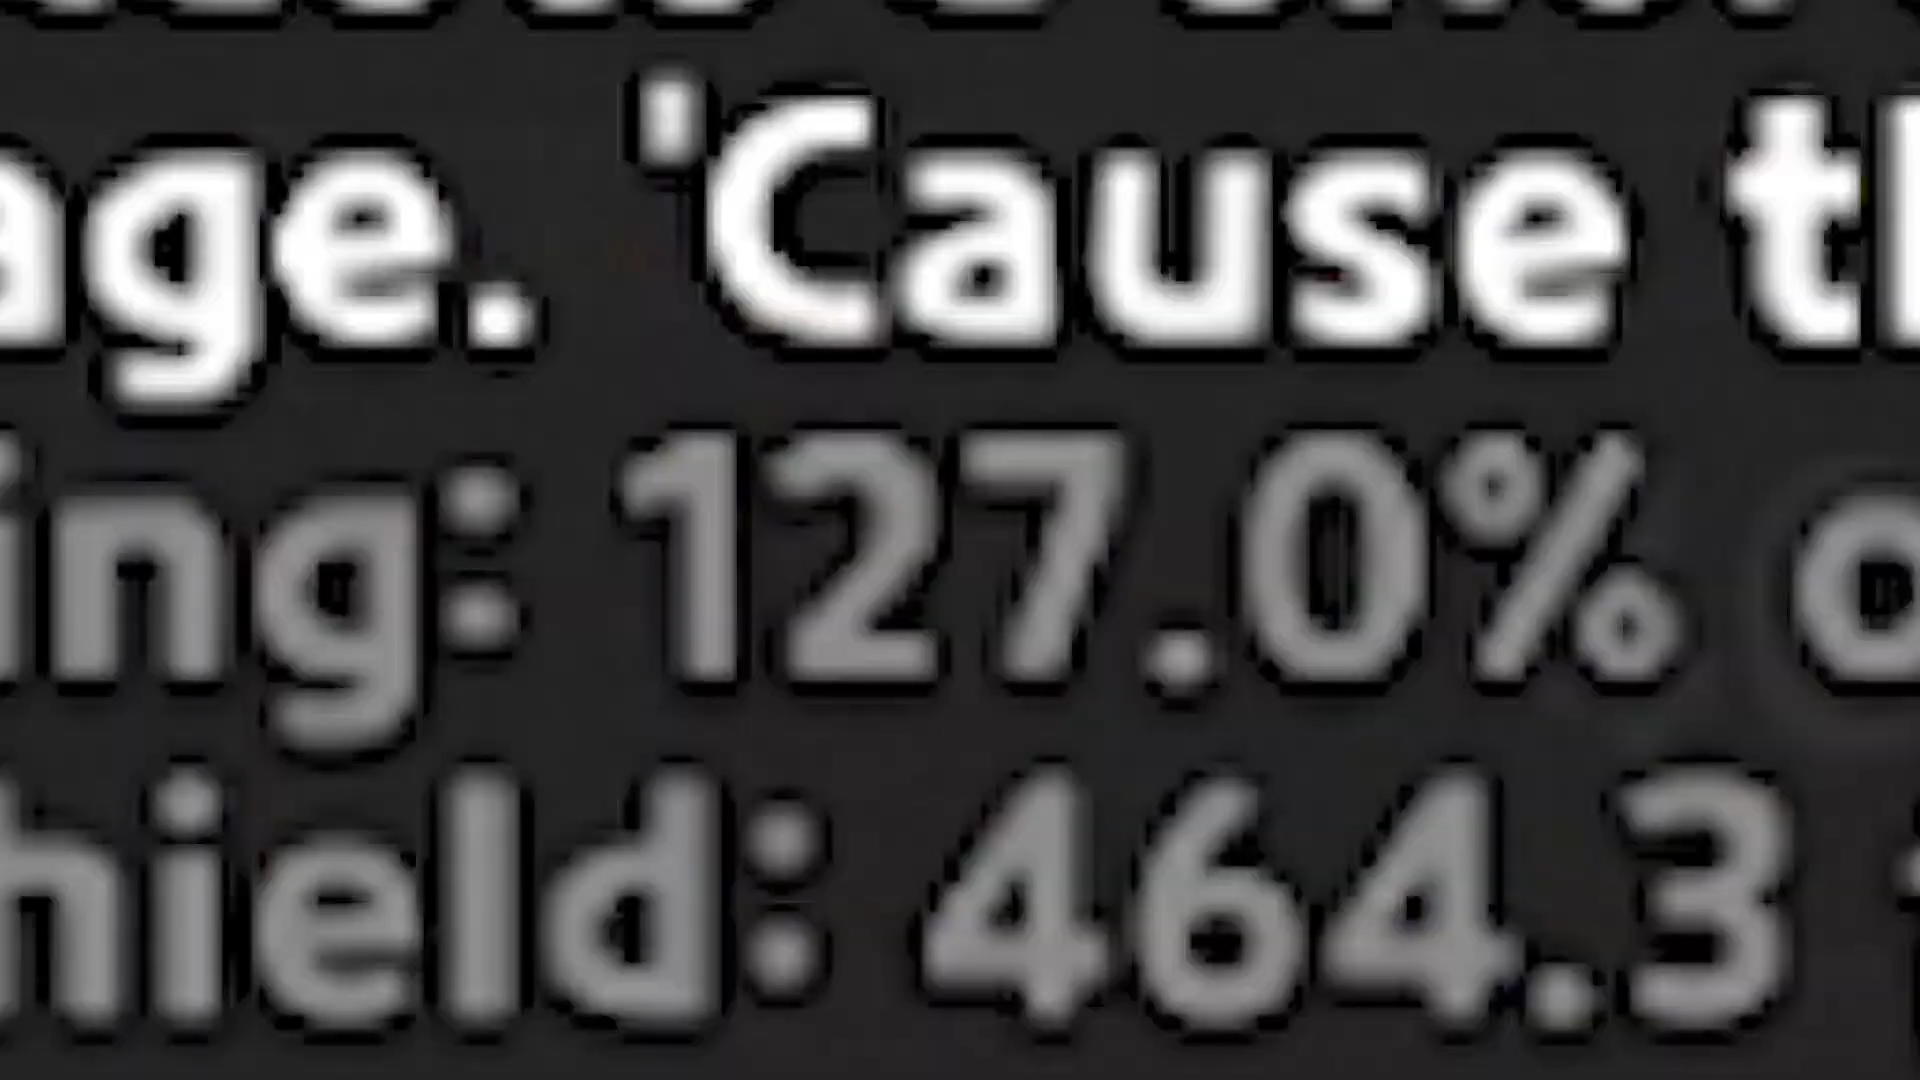 age. 'Cause th
ing: 127.0% o
hield: 464.3